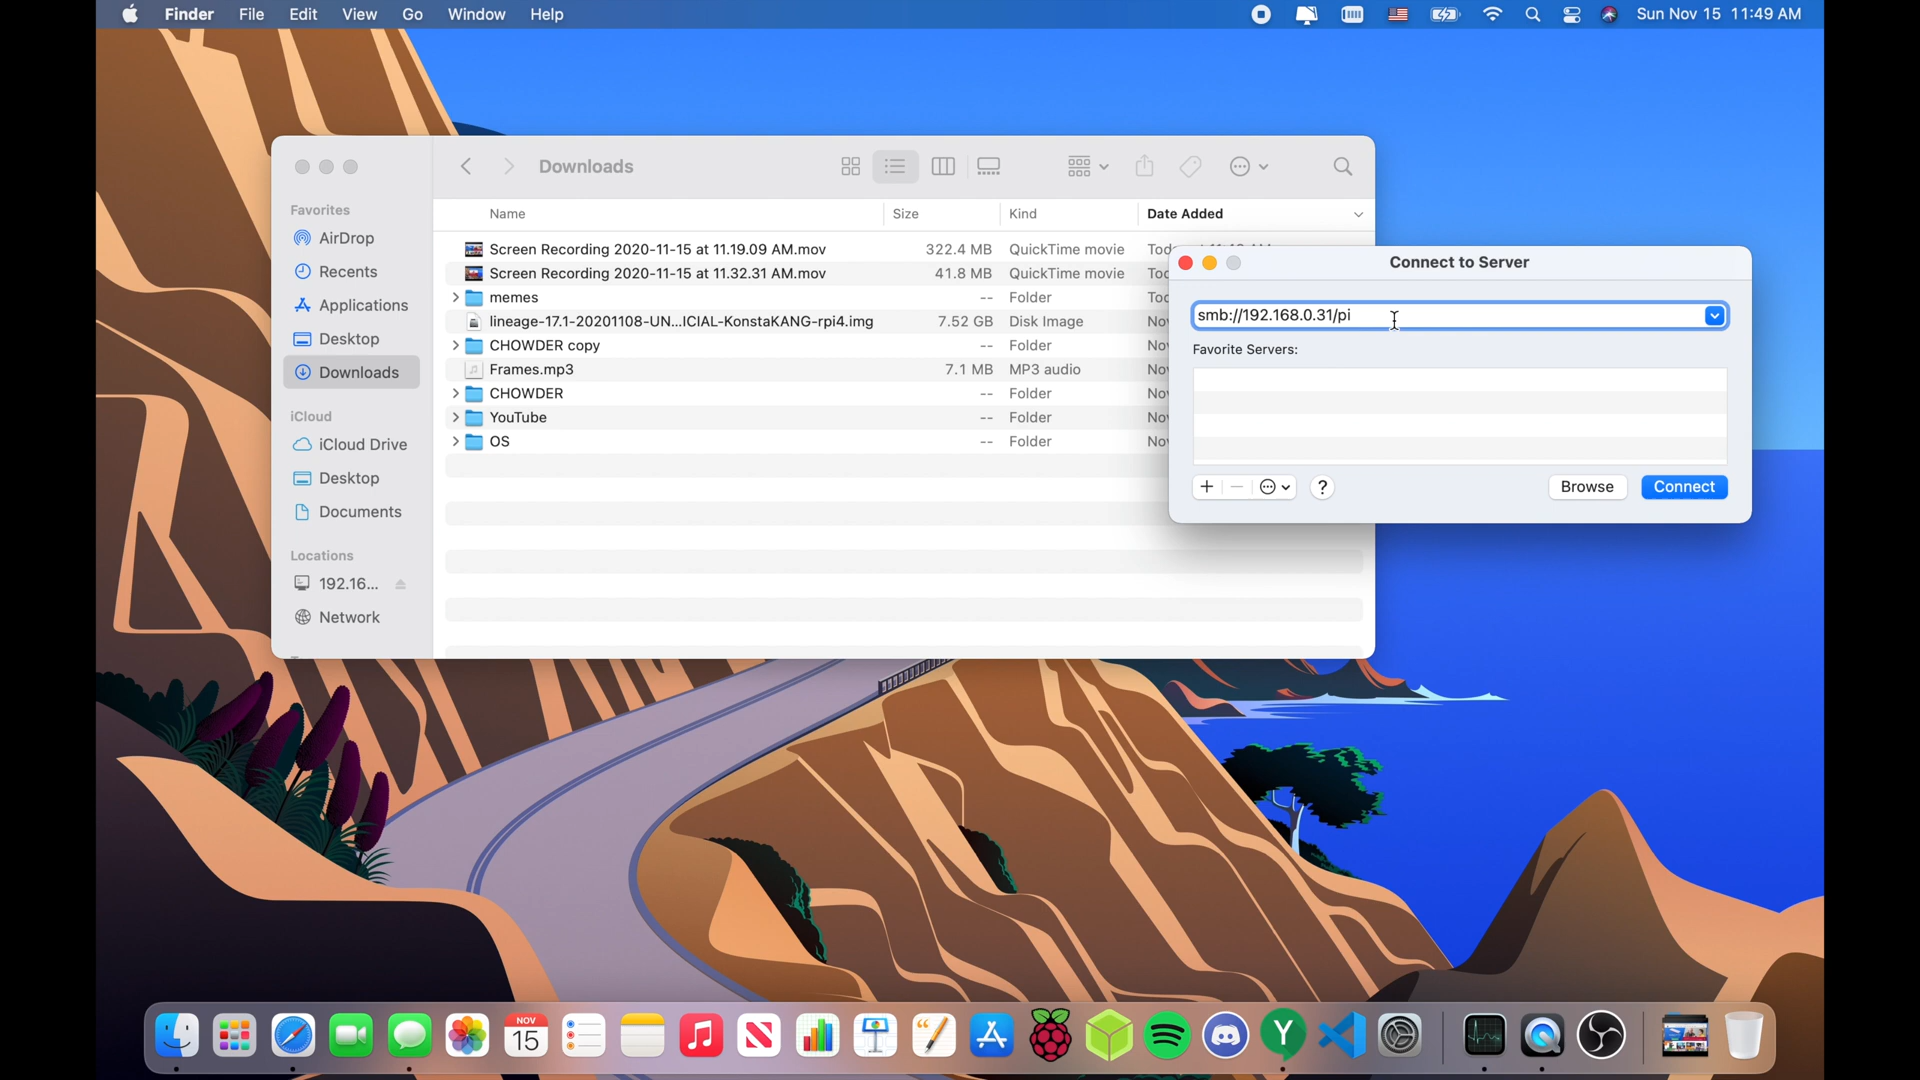 Finder File Edit View Go Window Help
Sun Nov 15 11:49 AM
Downloads
Favorites
AirDrop
Recents
Applications
Desktop
Downloads
iCloud
iCloud Drive
Desktop
Documents
Locations
192.16...
Network
Name Size Kind Date Added
Screen Recording 2020-11-15 at 11.19.09 AM.mov 322.4 MB QuickTime movie
Screen Recording 2020-11-15 at 11.32.31 AM.mov 41.8 MB QuickTime movie
memes -- Folder
lineage-17.1-20201108-UN...ICIAL-KonstaKANG-rpi4.img 7.52 GB Disk Image
CHOWDER copy -- Folder
Frames.mp3 7.1 MB MP3 audio
CHOWDER -- Folder
YouTube -- Folder
OS -- Folder
Connect to Server
smb://192.168.0.31/pi
Favorite Servers:
+ − ?
Browse Connect
NOV
15
Y